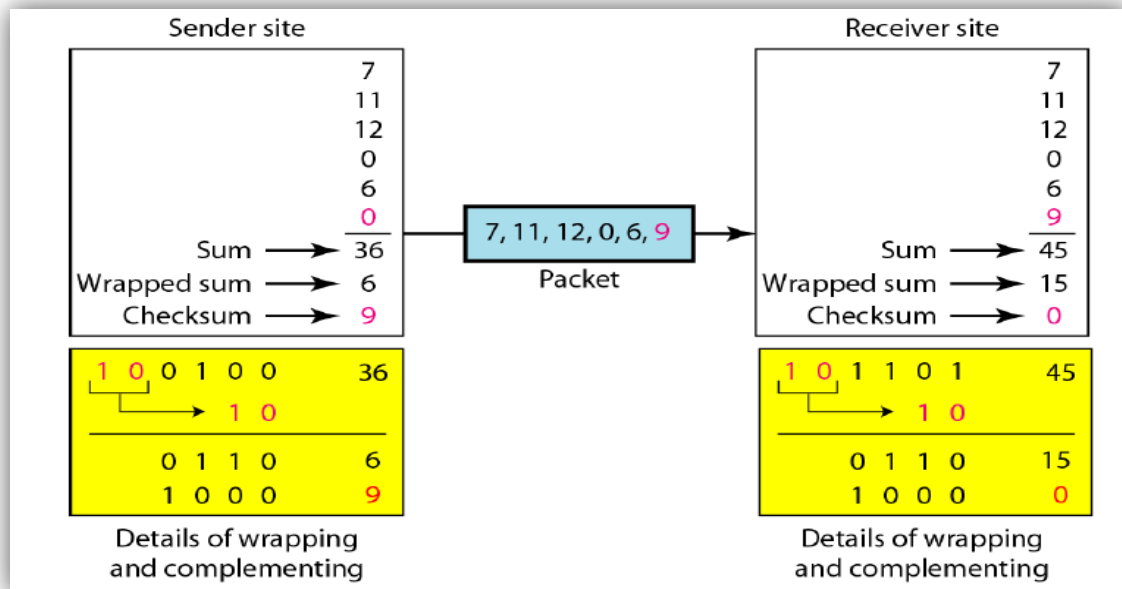 Sender site
7
11
12
0
6
0
Sum 36
Wrapped sum 6
Checksum 9
7, 11, 12, 0, 6, 9
Packet
Receiver site
7
11
12
0
6
9
Sum 45
Wrapped sum 15
Checksum 0
1 0 0 1 0 0 36
1 0
0 1 1 0 6
1 0 0 0 9
Details of wrapping
and complementing
1 0 1 1 0 1 45
1 0
0 1 1 0 15
1 0 0 0 0
Details of wrapping
and complementing